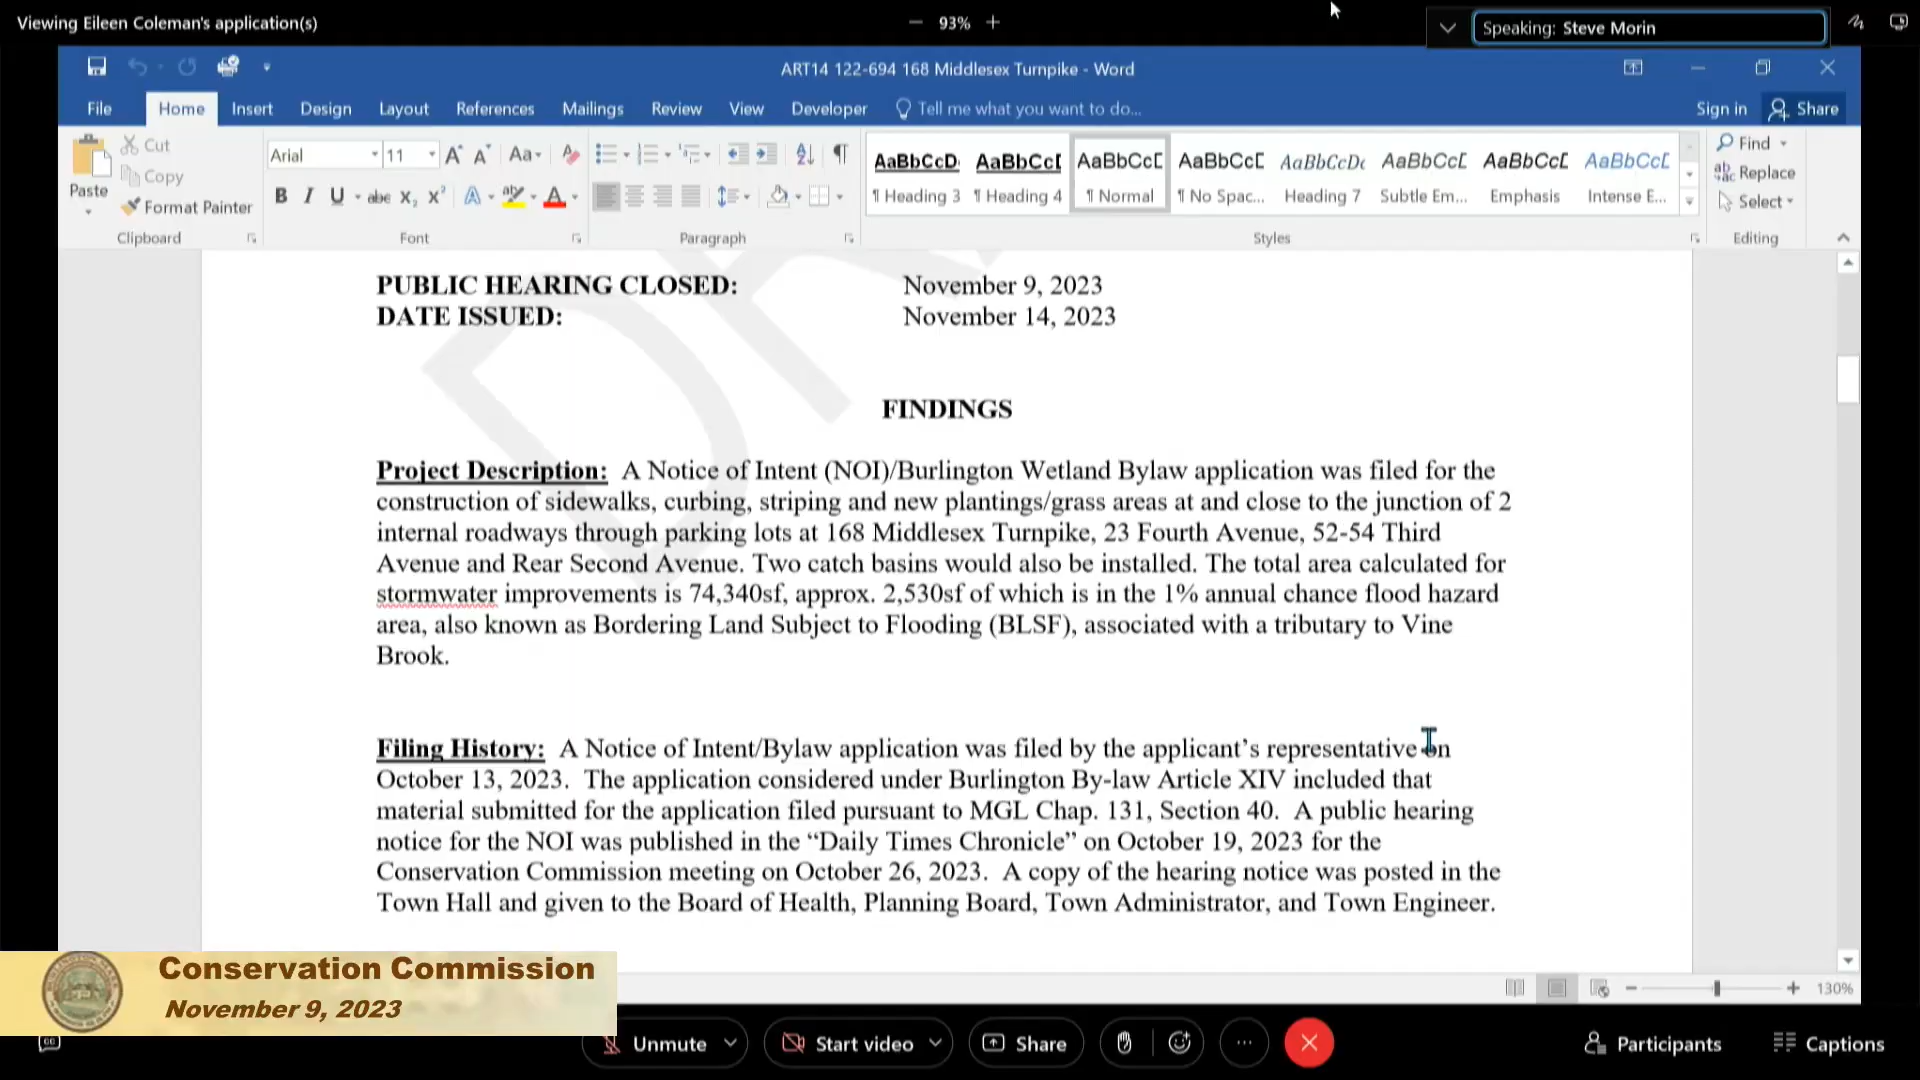 Viewing Eileen Coleman's application(s)
93%
Speaking: Steve Morin
ART14 122-694 168 Middlesex Turnpike - Word
File Home Insert Design Layout References Mailings Review View Developer Tell me what you want to do... Sign in Share
Paste
Cut
Copy
Format Painter
Clipboard
Arial 11
Font
Paragraph
AaBbCcD AaBbCcD AaBbCcD AaBbCcD AaBbCcDc AaBbCcD AaBbCcD AaBbCcD
¶ Heading 3 ¶ Heading 4 ¶ Normal ¶ No Spac... Heading 7 Subtle Em... Emphasis Intense E...
Styles
Find
Replace
Select
Editing
PUBLIC HEARING CLOSED: November 9, 2023
DATE ISSUED: November 14, 2023
FINDINGS
Project Description: A Notice of Intent (NOI)/Burlington Wetland Bylaw application was filed for the
construction of sidewalks, curbing, striping and new plantings/grass areas at and close to the junction of 2
internal roadways through parking lots at 168 Middlesex Turnpike, 23 Fourth Avenue, 52-54 Third
Avenue and Rear Second Avenue. Two catch basins would also be installed. The total area calculated for
stormwater improvements is 74,340sf, approx. 2,530sf of which is in the 1% annual chance flood hazard
area, also known as Bordering Land Subject to Flooding (BLSF), associated with a tributary to Vine
Brook.
Filing History: A Notice of Intent/Bylaw application was filed by the applicant's representative on
October 13, 2023. The application considered under Burlington By-law Article XIV included that
material submitted for the application filed pursuant to MGL Chap. 131, Section 40. A public hearing
notice for the NOI was published in the “Daily Times Chronicle” on October 19, 2023 for the
Conservation Commission meeting on October 26, 2023. A copy of the hearing notice was posted in the
Town Hall and given to the Board of Health, Planning Board, Town Administrator, and Town Engineer.
130%
Conservation Commission
November 9, 2023
Unmute Start video Share Participants Captions